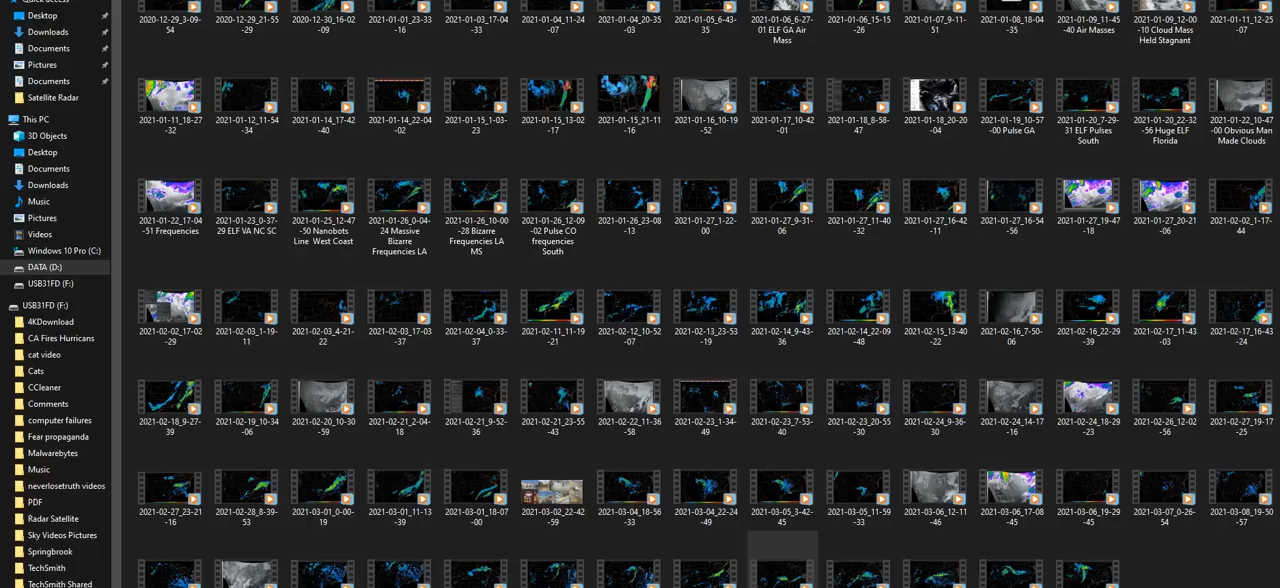 Quick access
Desktop
Downloads
Documents
Pictures
Documents
Satellite Radar
This PC
3D Objects
Desktop
Documents
Downloads
Music
Pictures
Videos
Windows 10 Pro (C:)
DATA (D:)
USB31FD (F:)
USB31FD (F:)
4KDownload
CA Fires Hurricans
cat video
Cats
CCleaner
Comments
computer failures
Fear propaganda
Malwarebytes
Music
neverlosetruth videos
PDF
Radar Satellite
Sky Videos Pictures
Springbrook
TechSmith
TechSmith Shared
2020-12-29_3-09-
54
2020-12-29_21-55
-29
2020-12-30_16-02
-09
2021-01-01_23-33
-16
2021-01-03_17-04
-33
2021-01-04_11-24
-07
2021-01-04_20-35
-03
2021-01-05_6-43-
35
2021-01-06_6-27-
01 ELF GA Air
Mass
2021-01-06_15-15
-26
2021-01-07_9-11-
51
2021-01-08_18-04
-35
2021-01-09_11-45
-40 Air Masses
2021-01-09_12-00
-10 Cloud Mass
Held Stagnant
2021-01-11_12-25
-07
2021-01-11_18-27
-32
2021-01-12_11-54
-34
2021-01-14_17-42
-40
2021-01-14_22-04
-02
2021-01-15_1-03-
23
2021-01-15_13-02
-17
2021-01-15_21-11
-16
2021-01-16_10-19
-52
2021-01-17_10-42
-01
2021-01-18_8-58-
47
2021-01-18_20-20
-04
2021-01-19_10-57
-00 Pulse GA
2021-01-20_7-29-
31 ELF Pulses
South
2021-01-20_22-32
-56 Huge ELF
Florida
2021-01-22_10-47
-00 Obvious Man
Made Clouds
2021-01-22_17-04
-51 Frequencies
2021-01-23_0-37-
29 ELF VA NC SC
2021-01-25_12-47
-50 Nanobots
Line West Coast
2021-01-26_0-04-
24 Massive
Bizarre
Frequencies LA
2021-01-26_10-00
-28 Bizarre
Frequencies LA
MS
2021-01-26_12-09
-02 Pulse CO
frequencies
South
2021-01-26_23-08
-13
2021-01-27_1-22-
00
2021-01-27_9-31-
06
2021-01-27_11-40
-32
2021-01-27_16-42
-11
2021-01-27_16-54
-56
2021-01-27_19-47
-18
2021-01-27_20-21
-06
2021-02-02_1-17-
44
2021-02-02_17-02
-29
2021-02-03_1-19-
11
2021-02-03_4-21-
22
2021-02-03_17-03
-37
2021-02-04_0-33-
37
2021-02-11_11-19
-21
2021-02-12_10-52
-07
2021-02-13_23-53
-19
2021-02-14_9-43-
36
2021-02-14_22-09
-48
2021-02-15_13-40
-22
2021-02-16_7-50-
06
2021-02-16_22-29
-39
2021-02-17_11-43
-03
2021-02-17_16-43
-24
2021-02-18_9-27-
39
2021-02-19_10-34
-06
2021-02-20_10-30
-59
2021-02-21_2-04-
18
2021-02-21_9-52-
36
2021-02-21_23-55
-43
2021-02-22_11-36
-58
2021-02-23_1-34-
49
2021-02-23_7-53-
40
2021-02-23_20-55
-30
2021-02-24_9-36-
30
2021-02-24_14-17
-16
2021-02-24_18-29
-23
2021-02-26_12-02
-56
2021-02-27_19-17
-25
2021-02-27_23-21
-16
2021-02-28_8-39-
53
2021-03-01_0-00-
19
2021-03-01_11-13
-39
2021-03-01_18-07
-00
2021-03-02_22-42
-59
2021-03-04_18-56
-33
2021-03-04_22-24
-49
2021-03-05_3-42-
45
2021-03-05_11-59
-33
2021-03-06_12-11
-46
2021-03-06_17-08
-45
2021-03-06_19-29
-45
2021-03-07_0-26-
54
2021-03-08_19-50
-57